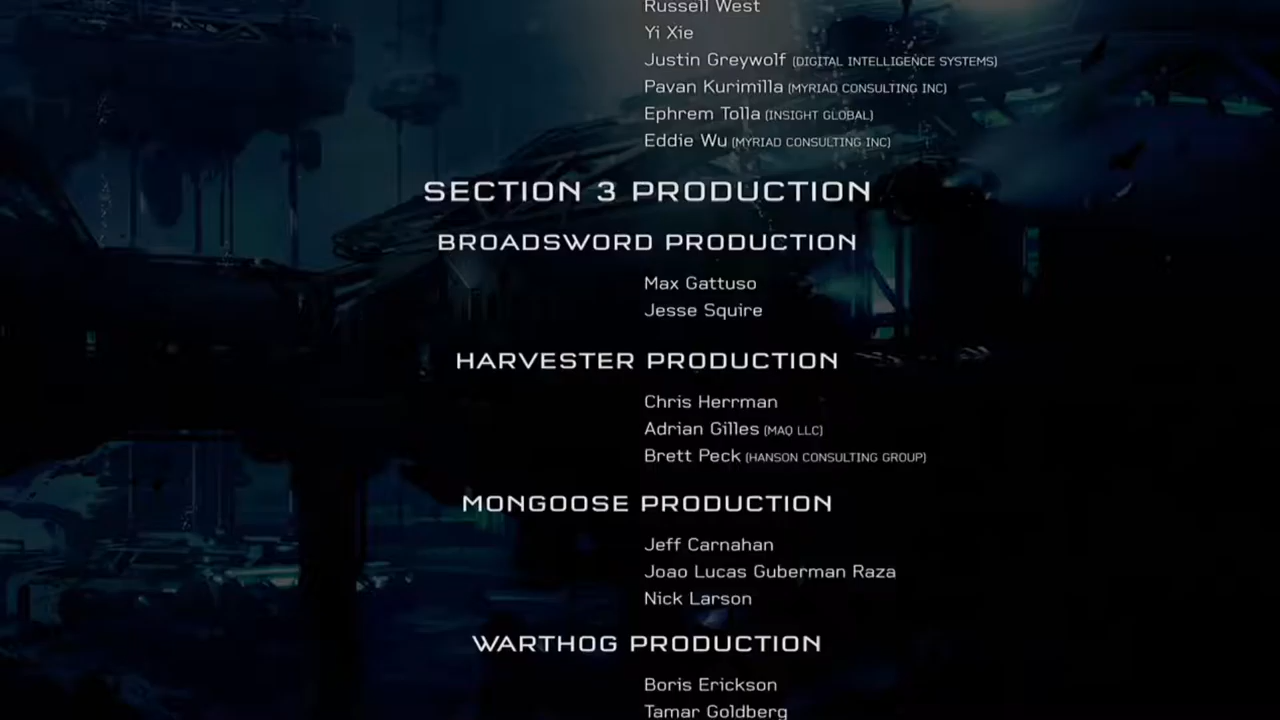 Russell West
Yi Xie
Justin Greywolf (DIGITAL INTELLIGENCE SYSTEMS)
Pavan Kurimilla (MYRIAD CONSULTING INC)
Ephrem Tolla (INSIGHT GLOBAL)
Eddie Wu (MYRIAD CONSULTING INC)
SECTION 3 PRODUCTION
BROADSWORD PRODUCTION
Max Gattuso
Jesse Squire
HARVESTER PRODUCTION
Chris Herrman
Adrian Gilles (MAQ LLC)
Brett Peck (HANSON CONSULTING GROUP)
MONGOOSE PRODUCTION
Jeff Carnahan
Joao Lucas Guberman Raza
Nick Larson
WARTHOG PRODUCTION
Boris Erickson
Tamar Goldberg